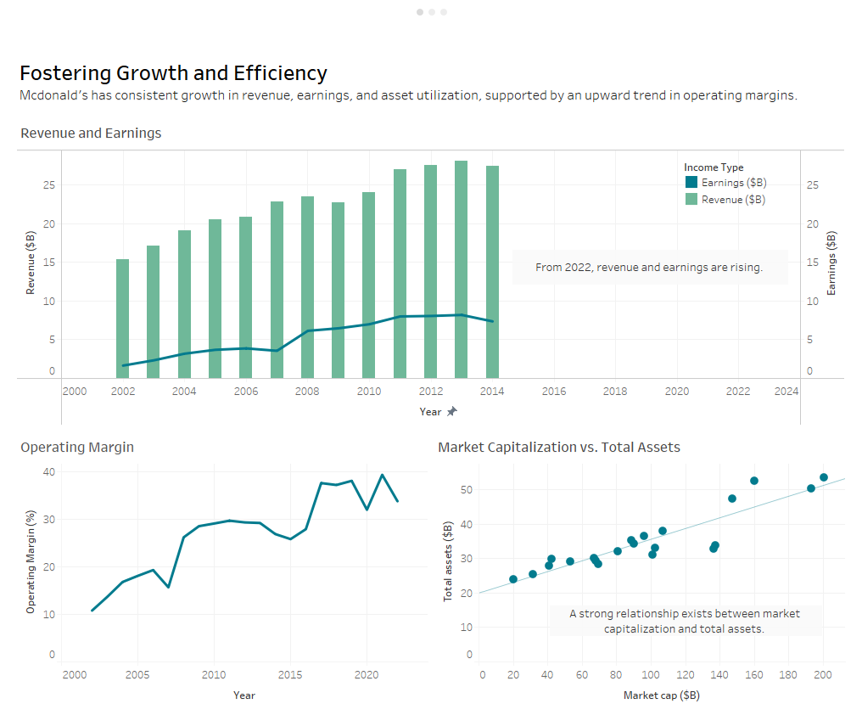 Fostering Growth and Efficiency
Mcdonald's has consistent growth in revenue, earnings, and asset utilization, supported by an upward trend in operating margins.
Revenue and Earnings
Income Type
Earnings ($B)
Revenue ($B)
Revenue ($B)
25
20
15
10
5
0
From 2022, revenue and earnings are rising.
25
20
15
10
5
0
Earnings ($B)
2000 2002 2004 2006 2008 2010 2012 2014 2016 2018 2020 2022 2024
Year
Operating Margin
Operating Margin (%)
40
30
20
10
0
2000 2005 2010 2015 2020
Year
Market Capitalization vs. Total Assets
Total assets ($B)
50
40
30
20
10
0
A strong relationship exists between market
capitalization and total assets.
0 20 40 60 80 100 120 140 160 180 200
Market cap ($B)